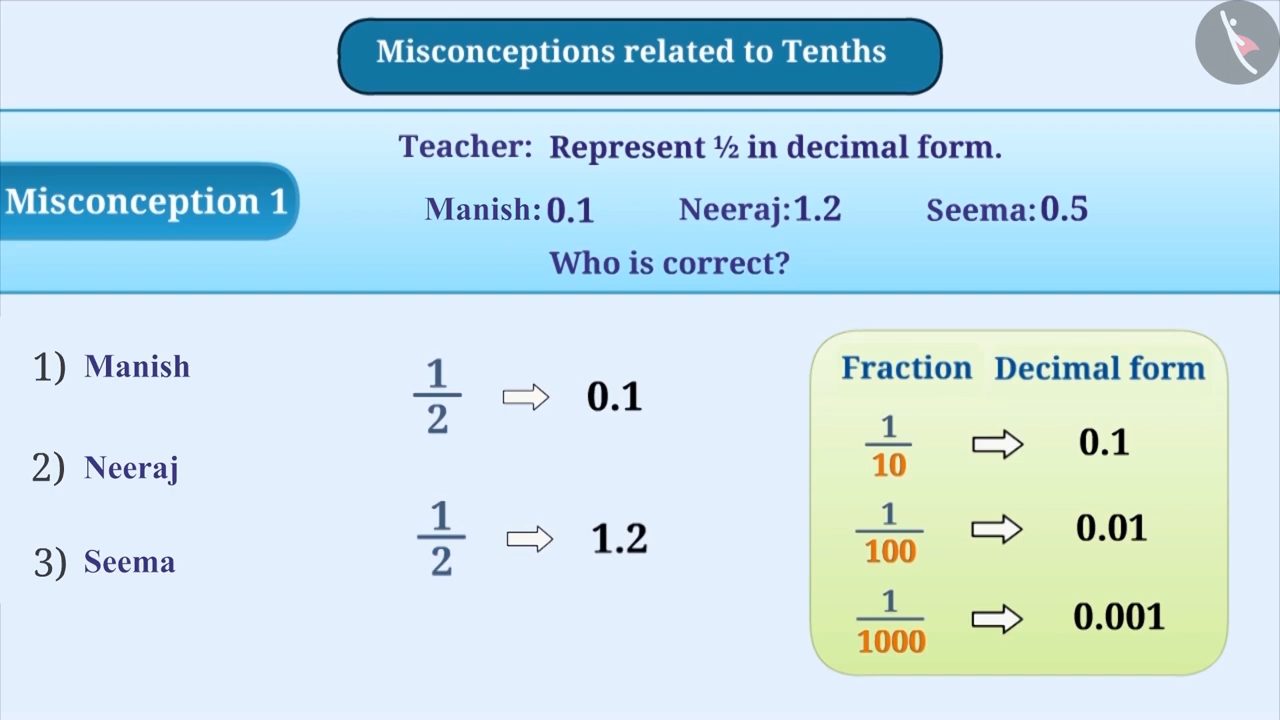 Misconceptions related to Tenths
Teacher: Represent ½ in decimal form.
Misconception 1
Manish: 0.1 Neeraj: 1.2 Seema: 0.5
Who is correct?
1) Manish
2) Neeraj
3) Seema
1/2 ⇨ 0.1
1/2 ⇨ 1.2
Fraction Decimal form
1/10 ⇨ 0.1
1/100 ⇨ 0.01
1/1000 ⇨ 0.001